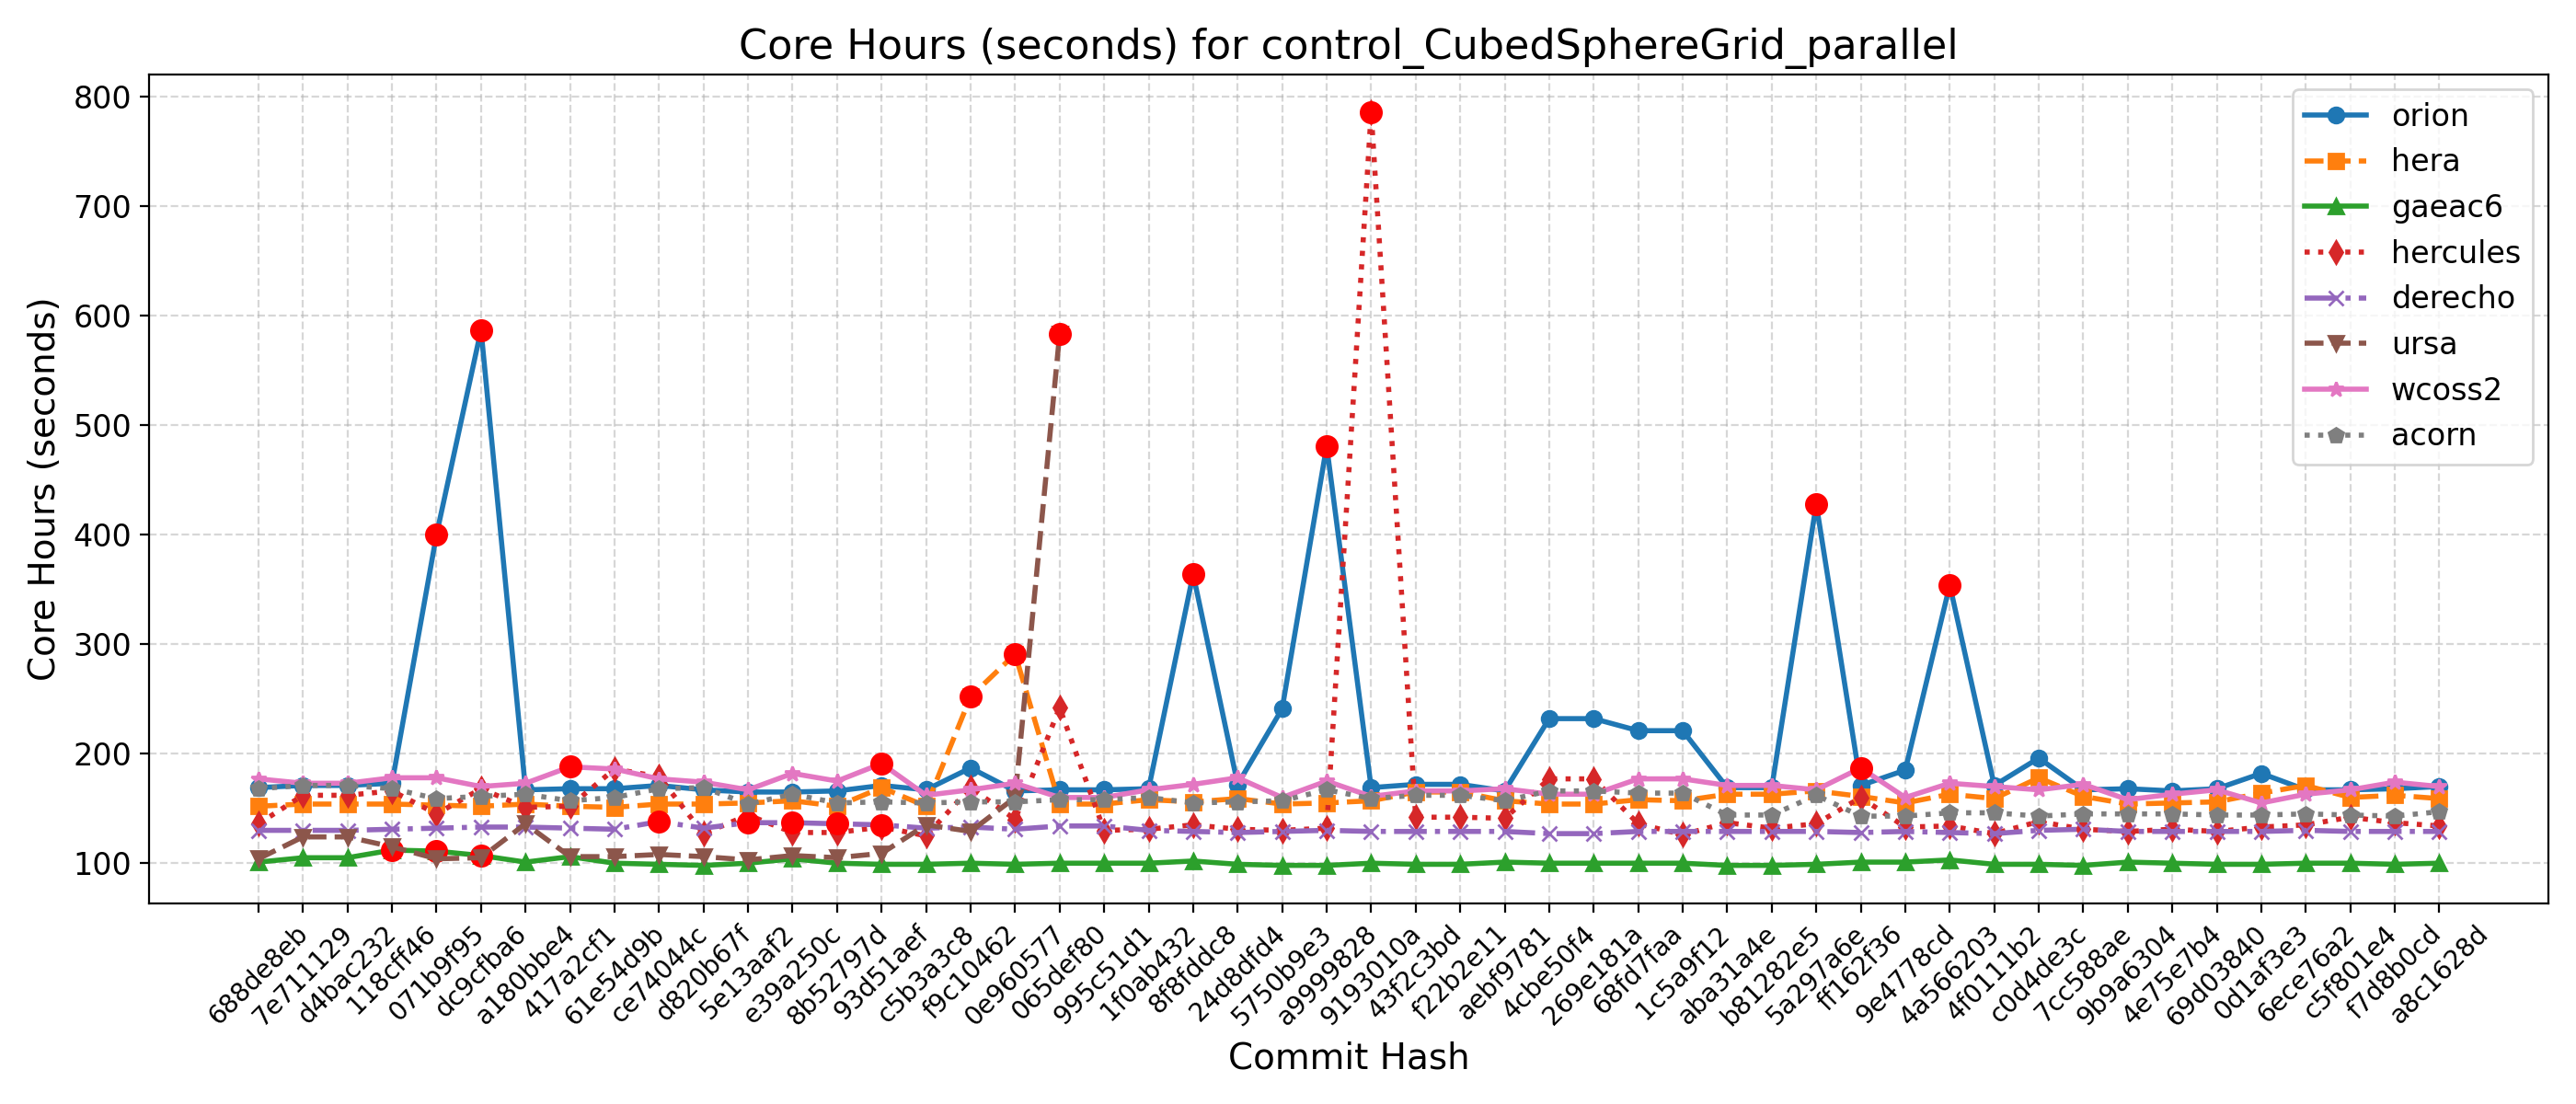 Core Hours (seconds) for control_CubedSphereGrid_parallel
Core Hours (seconds)
800
700
600
500
400
300
200
100
orion
hera
gaeac6
hercules
derecho
ursa
wcoss2
acorn
688de8eb
7e711129
d4bac232
118cff46
071b9f95
dc9cfba6
a180bbe4
417a2cf1
61e54d9b
ce74044c
d820b67f
5e13aaf2
e39a250c
8b52797d
93d51aef
c5b3a3c8
f9c10462
0e960577
065def80
995c51d1
1f0ab432
8f8fddc8
24d8dfd4
5750b9e3
a9999828
9193010a
43f2c3bd
f22b2e11
aebf9781
4cbe50f4
269e181a
68fd7faa
1c5a9f12
aba31a4e
b81282e5
5a297a6e
ff162f36
9e4778cd
4a566203
4f0111b2
c0d4de3c
7cc588ae
9b9a6304
4e75e7b4
69d03840
0d1af3e3
6ece76a2
c5f801e4
f7d8b0cd
a8c1628d
Commit Hash